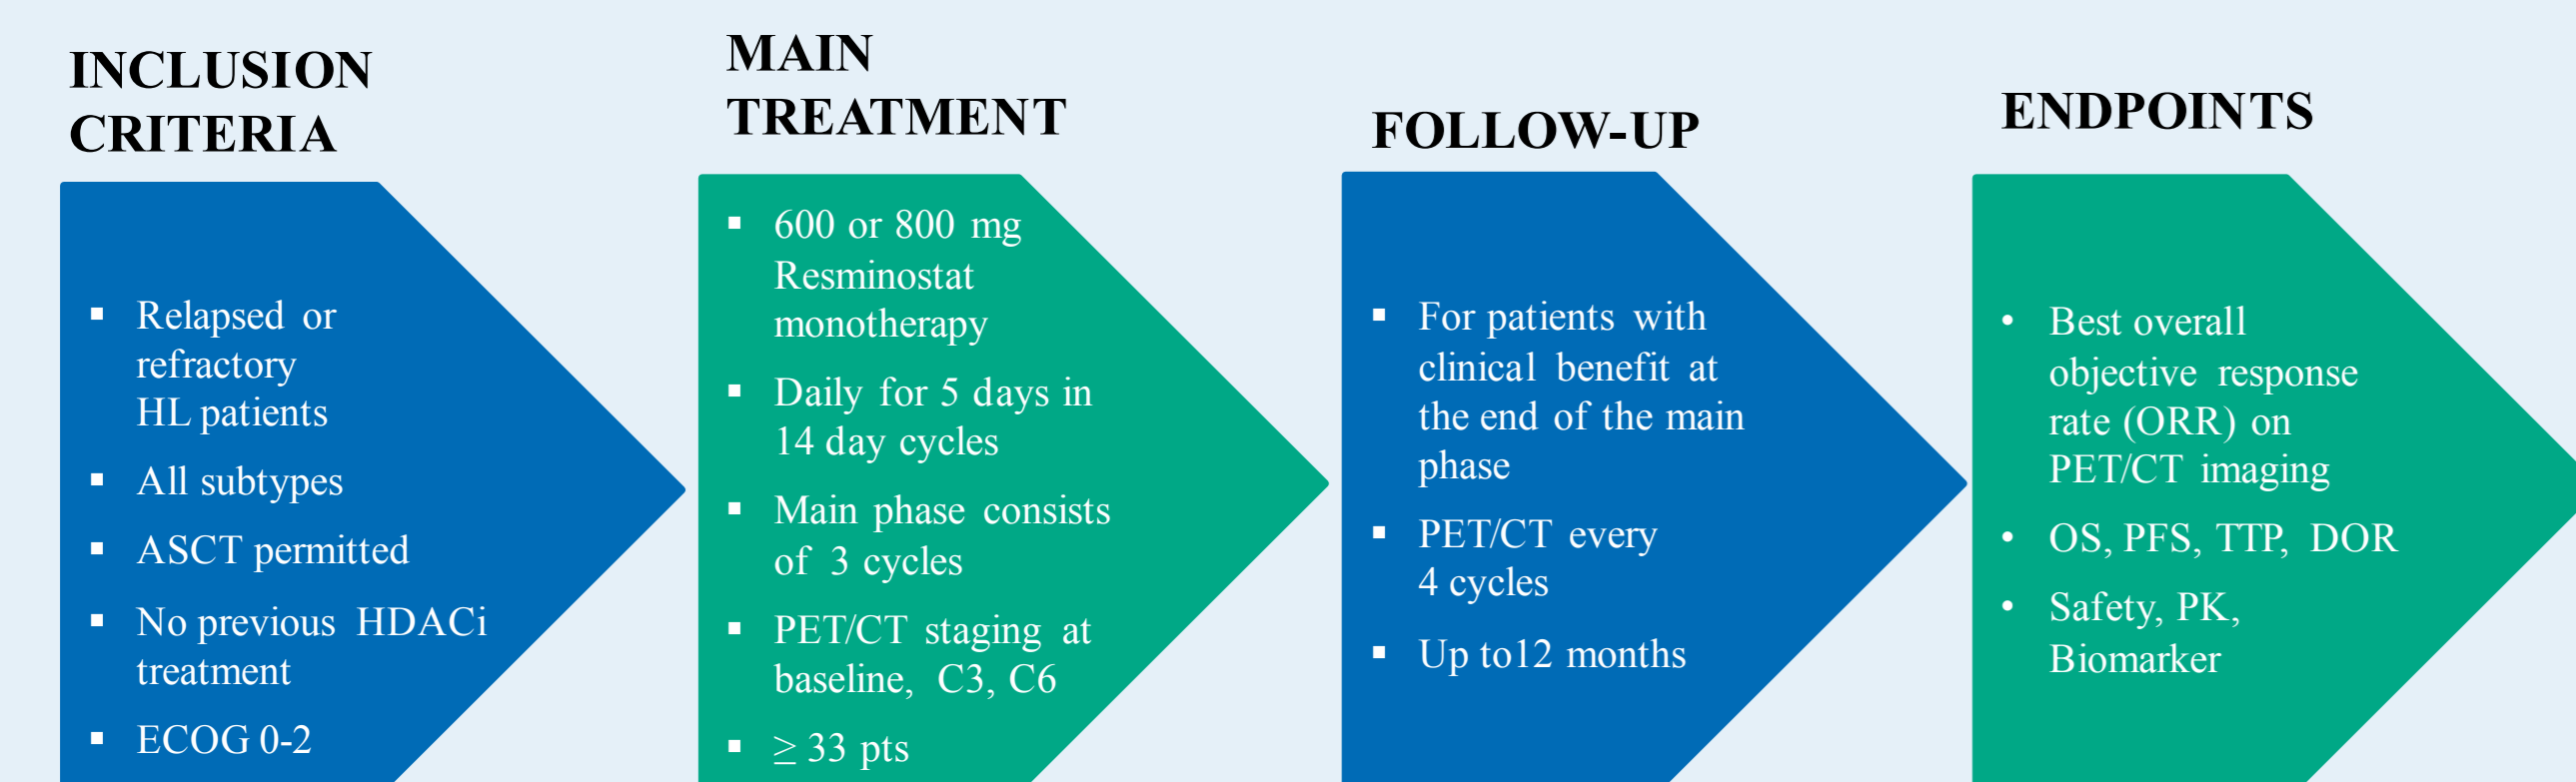 INCLUSION
CRITERIA
▪ Relapsed or
refractory
HL patients
▪ All subtypes
▪ ASCT permitted
▪ No previous HDACi
treatment
▪ ECOG 0-2
MAIN
TREATMENT
▪ 600 or 800 mg
Resminostat
monotherapy
▪ Daily for 5 days in
14 day cycles
▪ Main phase consists
of 3 cycles
▪ PET/CT staging at
baseline, C3, C6
▪ ≥ 33 pts
FOLLOW-UP
▪ For patients with
clinical benefit at
the end of the main
phase
▪ PET/CT every
4 cycles
▪ Up to12 months
ENDPOINTS
• Best overall
objective response
rate (ORR) on
PET/CT imaging
• OS, PFS, TTP, DOR
• Safety, PK,
Biomarker